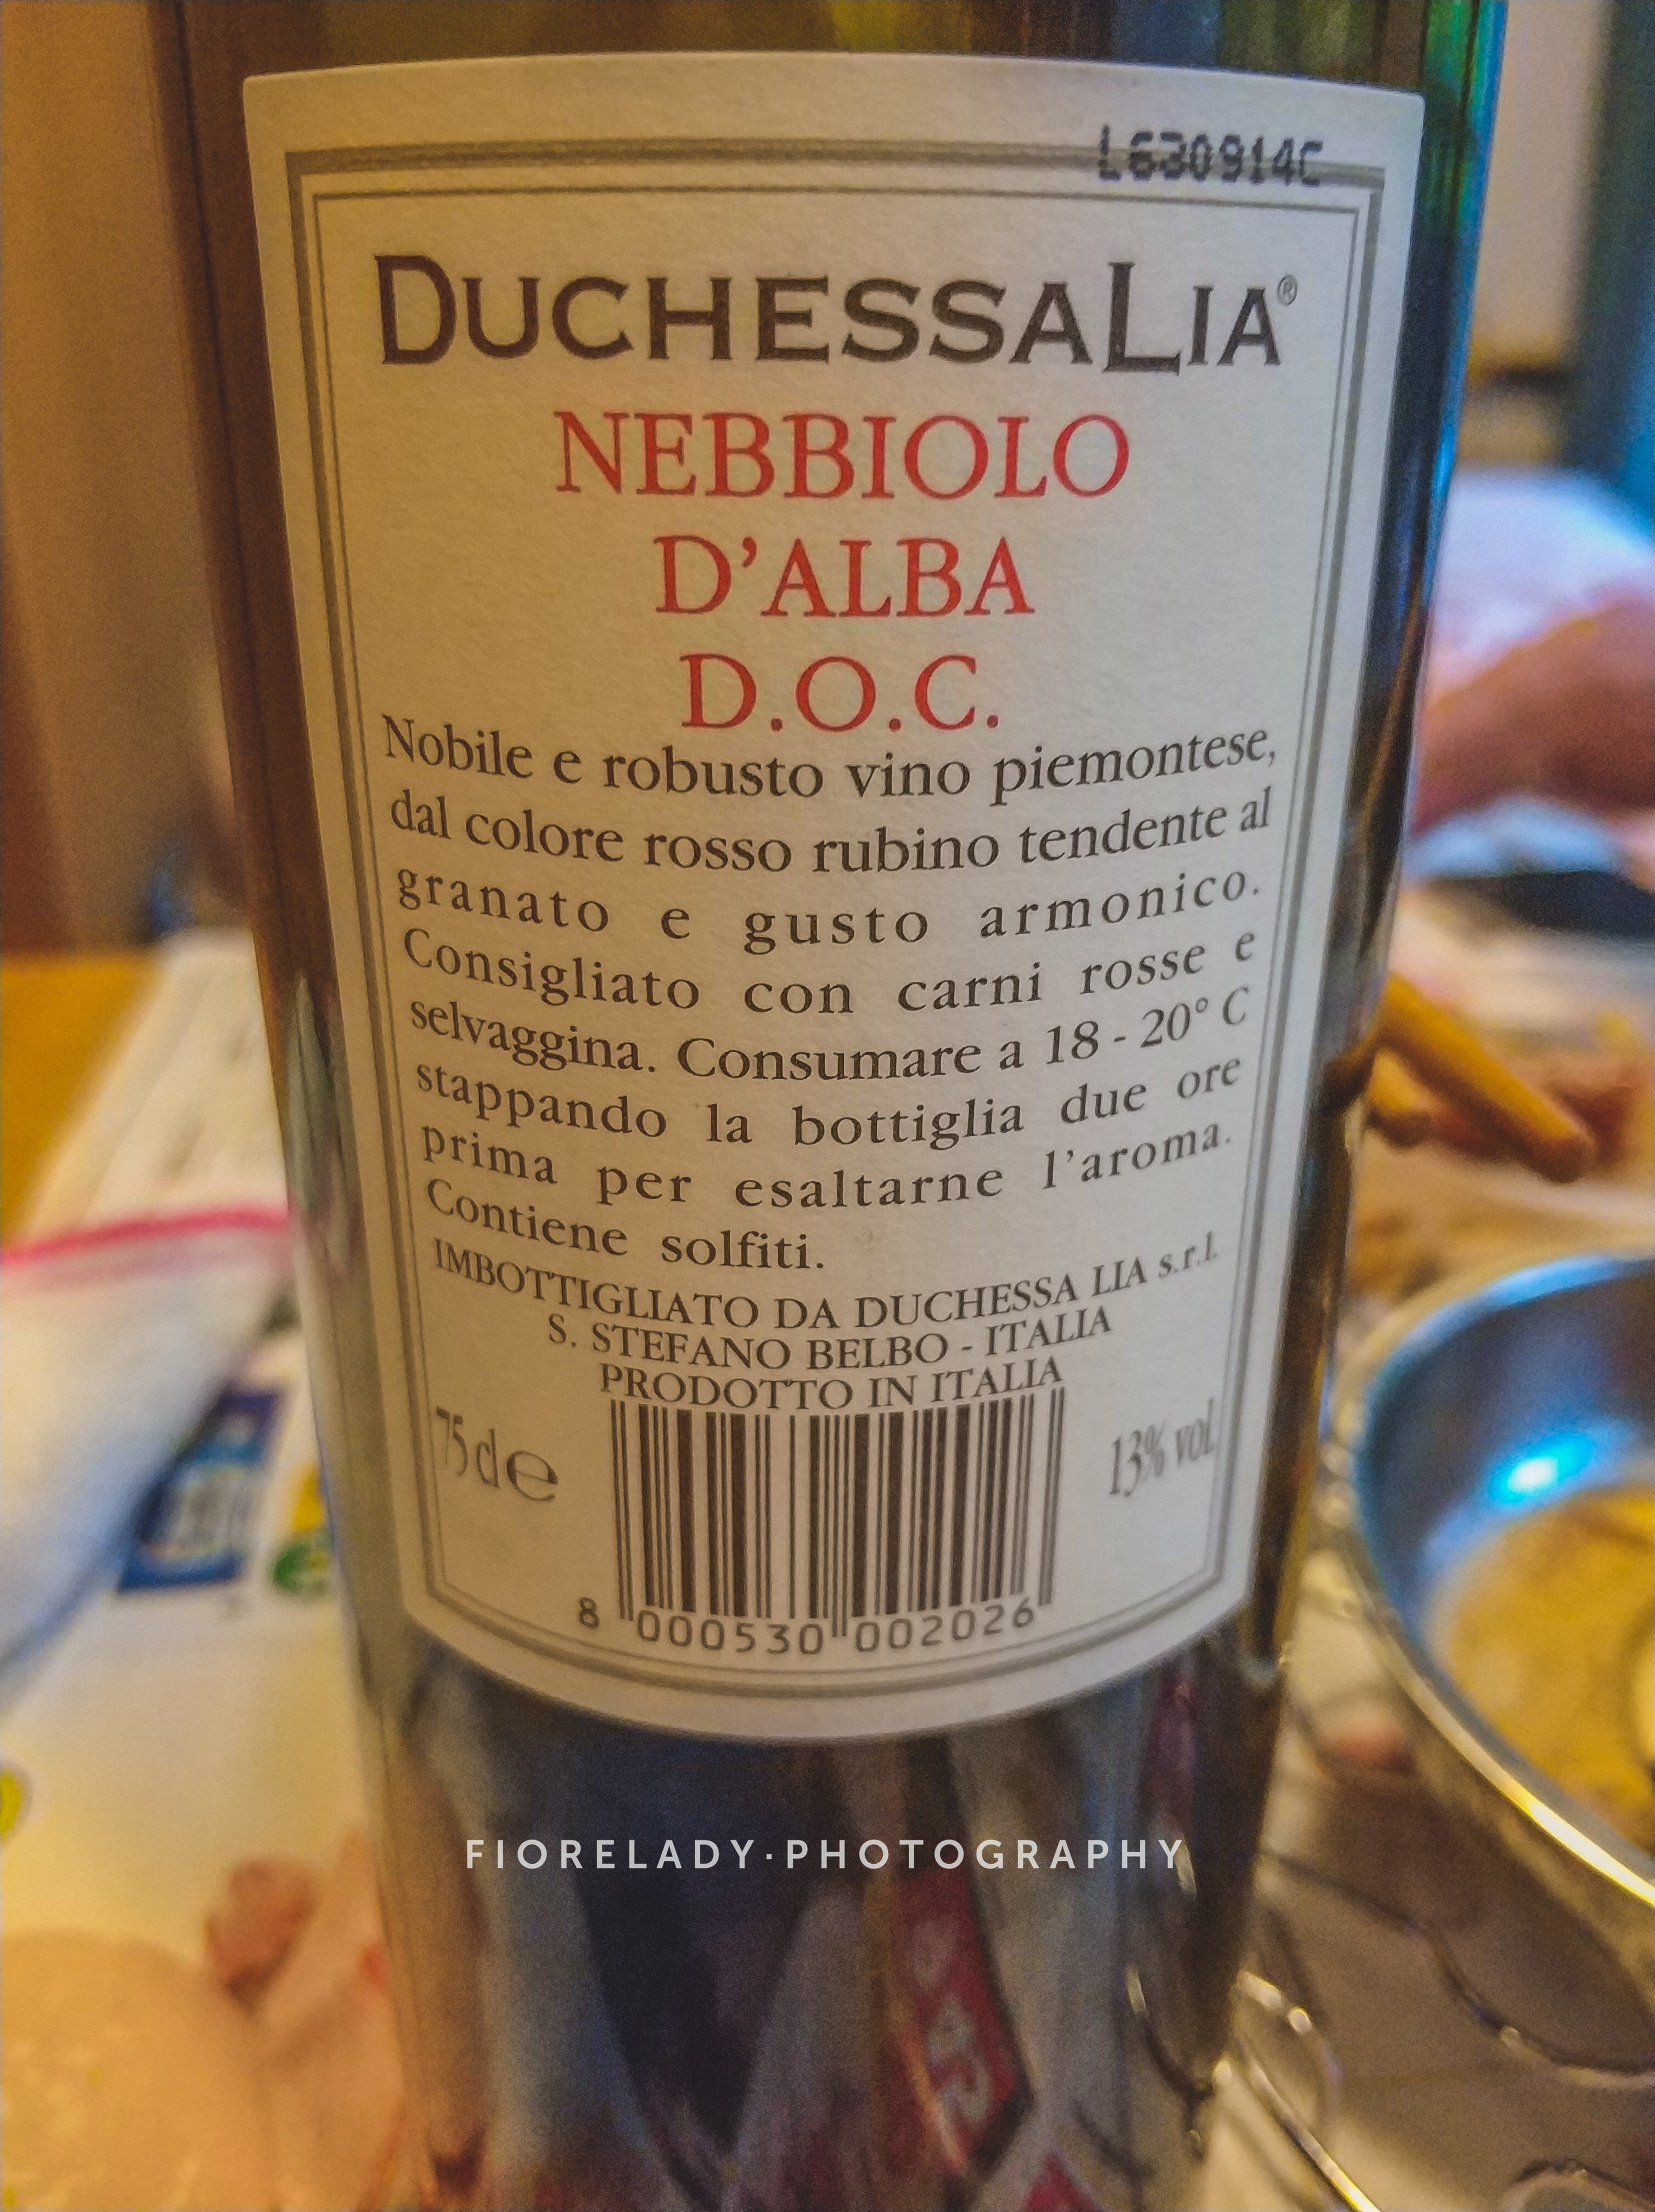 L630914C
DUCHESSALIA®
NEBBIOLO
D'ALBA
D.O.C.
Nobile e robusto vino piemontese,
dal colore rosso rubino tendente al
granato e gusto armonico.
Consigliato con carni rosse e
selvaggina. Consumare a 18 - 20° C
stappando la bottiglia due ore
prima per esaltarne l'aroma.
Contiene solfiti.
IMBOTTIGLIATO DA DUCHESSA LIA s.r.l.
S. STEFANO BELBO - ITALIA
PRODOTTO IN ITALIA
75cl e 13% vol.
8 000530 002026
FIORELADY·PHOTOGRAPHY